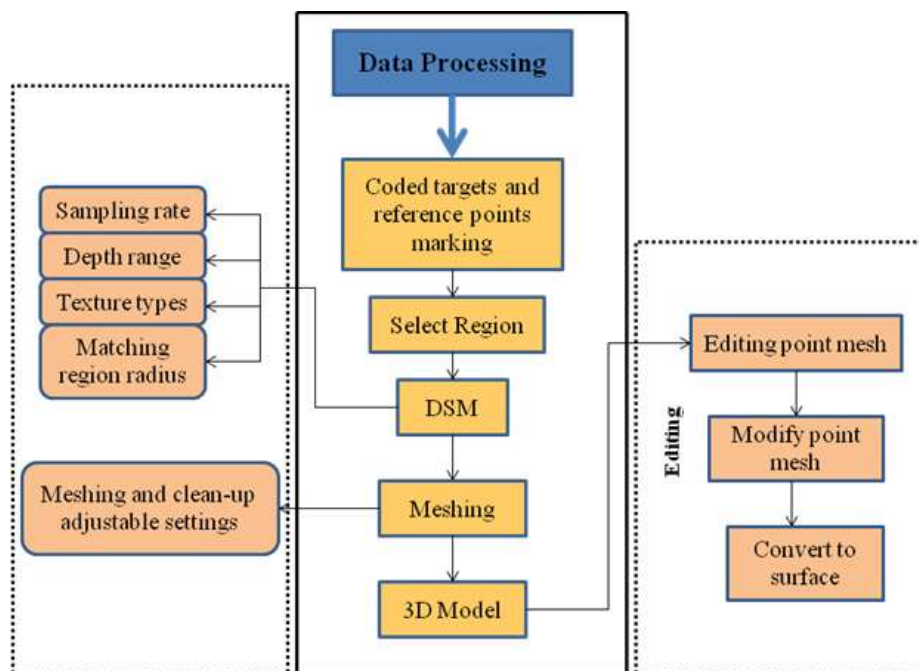 Data Processing
Coded targets and
reference points
marking
Select Region
DSM
Meshing
3D Model
Sampling rate
Depth range
Texture types
Matching
region radius
Meshing and clean-up
adjustable settings
Editing
Editing point mesh
Modify point
mesh
Convert to
surface